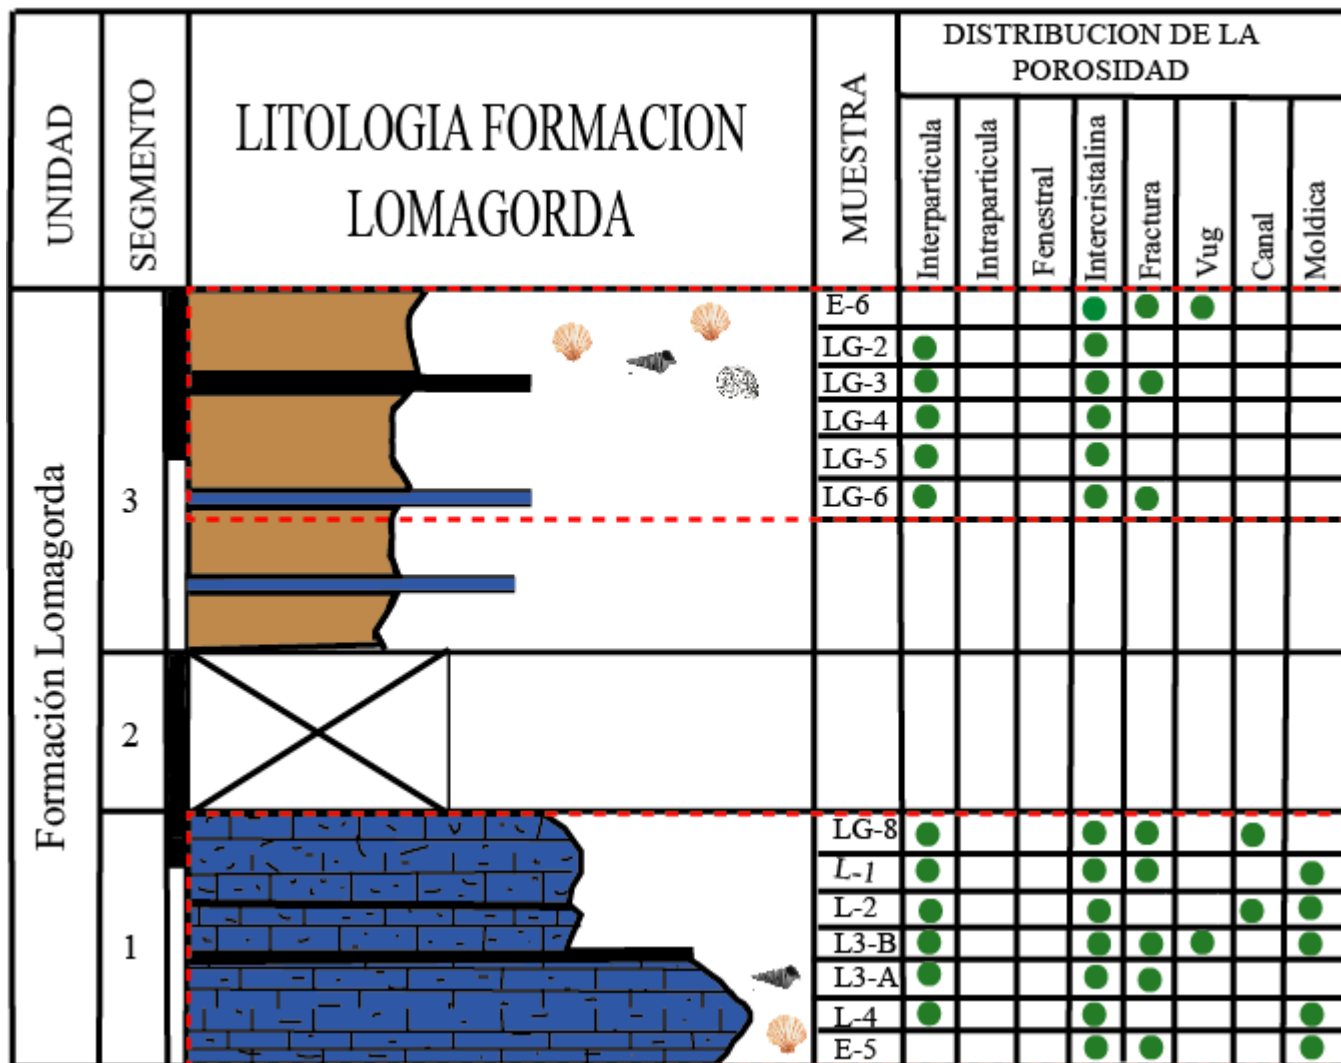 UNIDAD
SEGMENTO
LITOLOGIA FORMACION
LOMAGORDA
MUESTRA
DISTRIBUCION DE LA
POROSIDAD
Interparticula
Intraparticula
Fenestral
Intercristalina
Fractura
Vug
Canal
Moldica
Formación Lomagorda
3
E-6
LG-2
LG-3
LG-4
LG-5
LG-6
2
1
LG-8
L-1
L-2
L3-B
L3-A
L-4
E-5